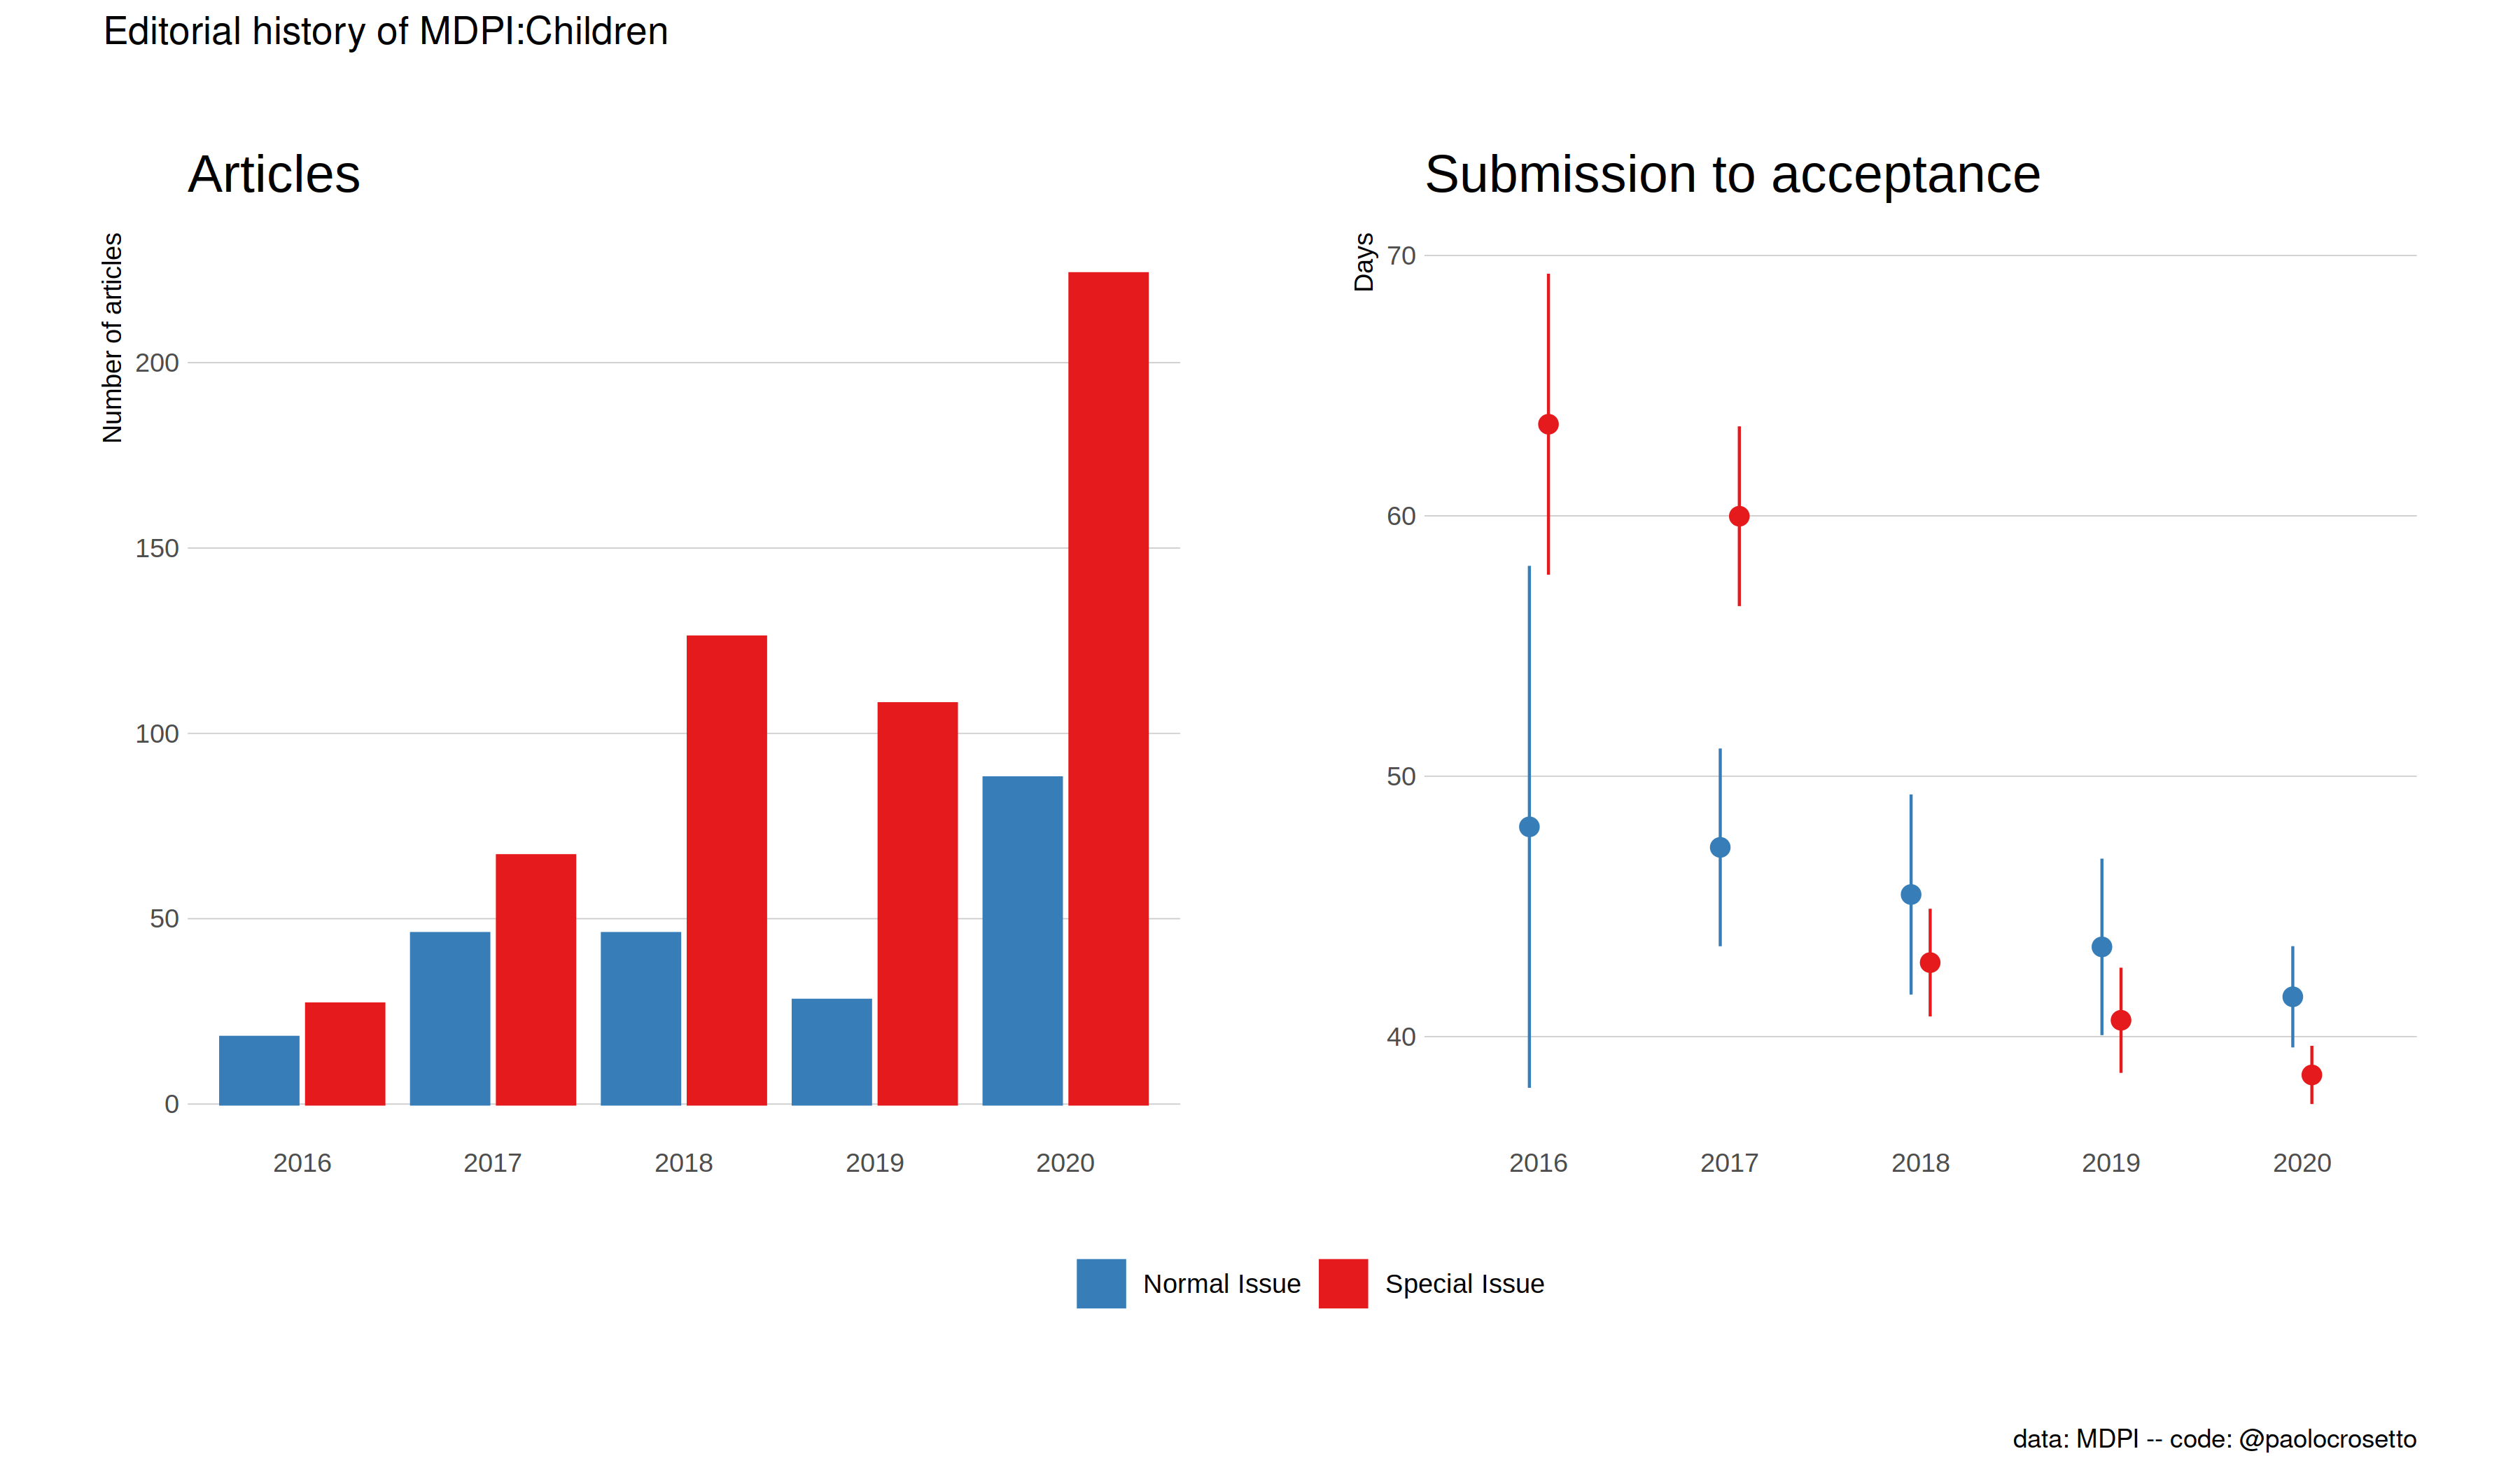 Editorial history of MDPI:Children
Articles
Number of articles
200
150
100
50
0
2016 2017 2018 2019 2020
Submission to acceptance
Days
70
60
50
40
2016 2017 2018 2019 2020
Normal Issue Special Issue
data: MDPI -- code: @paolocrosetto